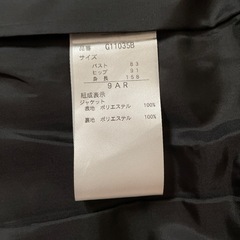 品番 G110358
サイズ
バスト 83
ヒップ 91
身長 158
9AR
組成表示
ジャケット
表地 ポリエステル 100%
裏地 ポリエステル 100%